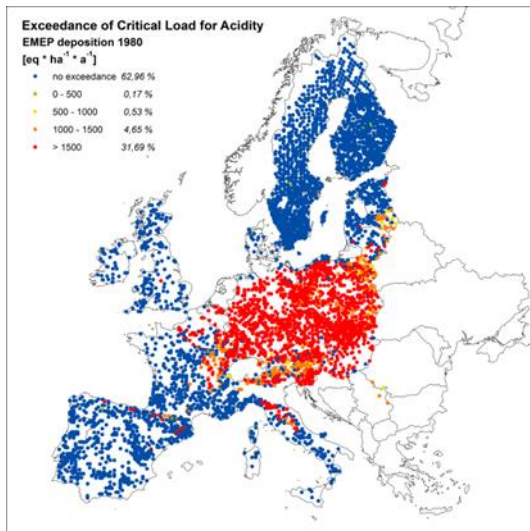 Exceedance of Critical Load for Acidity
EMEP deposition 1980
[eq * ha⁻¹ * a⁻¹]
no exceedance 62,96 %
0 - 500 0,17 %
500 - 1000 0,53 %
1000 - 1500 4,65 %
> 1500 31,69 %